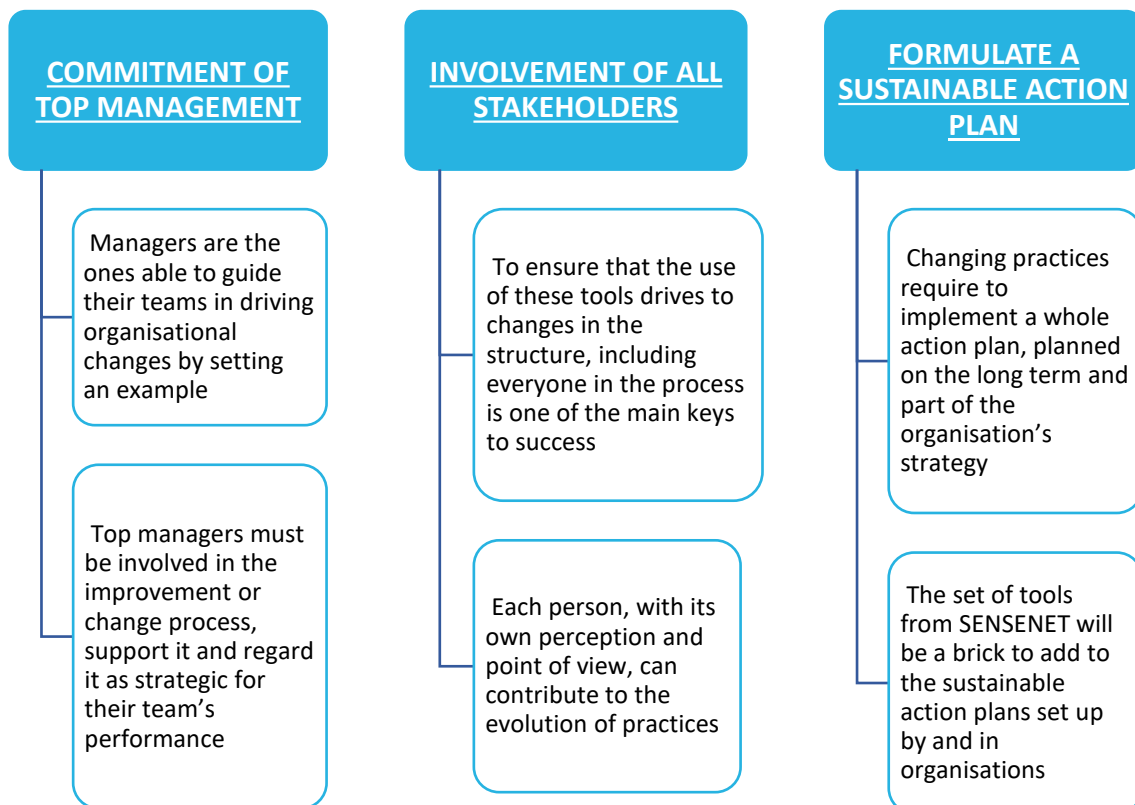 COMMITMENT OF
TOP MANAGEMENT
Managers are the
ones able to guide
their teams in driving
organisational
changes by setting
an example
Top managers must
be involved in the
improvement or
change process,
support it and regard
it as strategic for
their team’s
performance
INVOLVEMENT OF ALL
STAKEHOLDERS
To ensure that the use
of these tools drives to
changes in the
structure, including
everyone in the process
is one of the main keys
to success
Each person, with its
own perception and
point of view, can
contribute to the
evolution of practices
FORMULATE A
SUSTAINABLE ACTION
PLAN
Changing practices
require to
implement a whole
action plan, planned
on the long term and
part of the
organisation’s
strategy
The set of tools
from SENSENET will
be a brick to add to
the sustainable
action plans set up
by and in
organisations